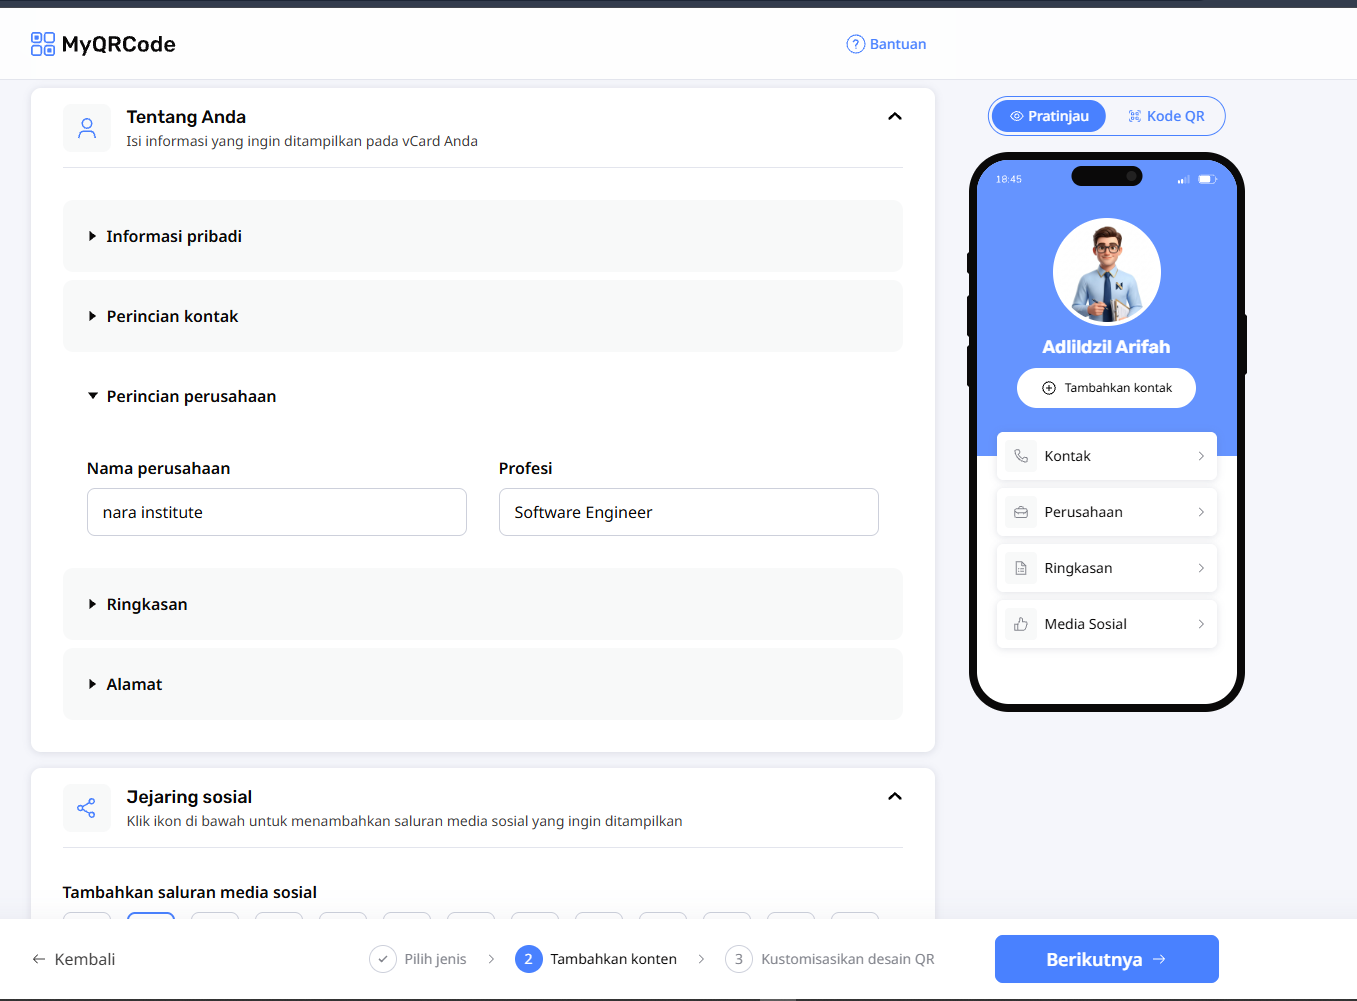 MyQRCode
Bantuan
Tentang Anda
Isi informasi yang ingin ditampilkan pada vCard Anda
Informasi pribadi
Perincian kontak
Perincian perusahaan
Nama perusahaan
Profesi
nara institute
Software Engineer
Ringkasan
Alamat
Jejaring sosial
Klik ikon di bawah untuk menambahkan saluran media sosial yang ingin ditampilkan
Tambahkan saluran media sosial
Pratinjau
Kode QR
18:45
Adlildzil Arifah
Tambahkan kontak
Kontak
Perusahaan
Ringkasan
Media Sosial
Kembali
Pilih jenis
2 Tambahkan konten
3 Kustomisasikan desain QR
Berikutnya